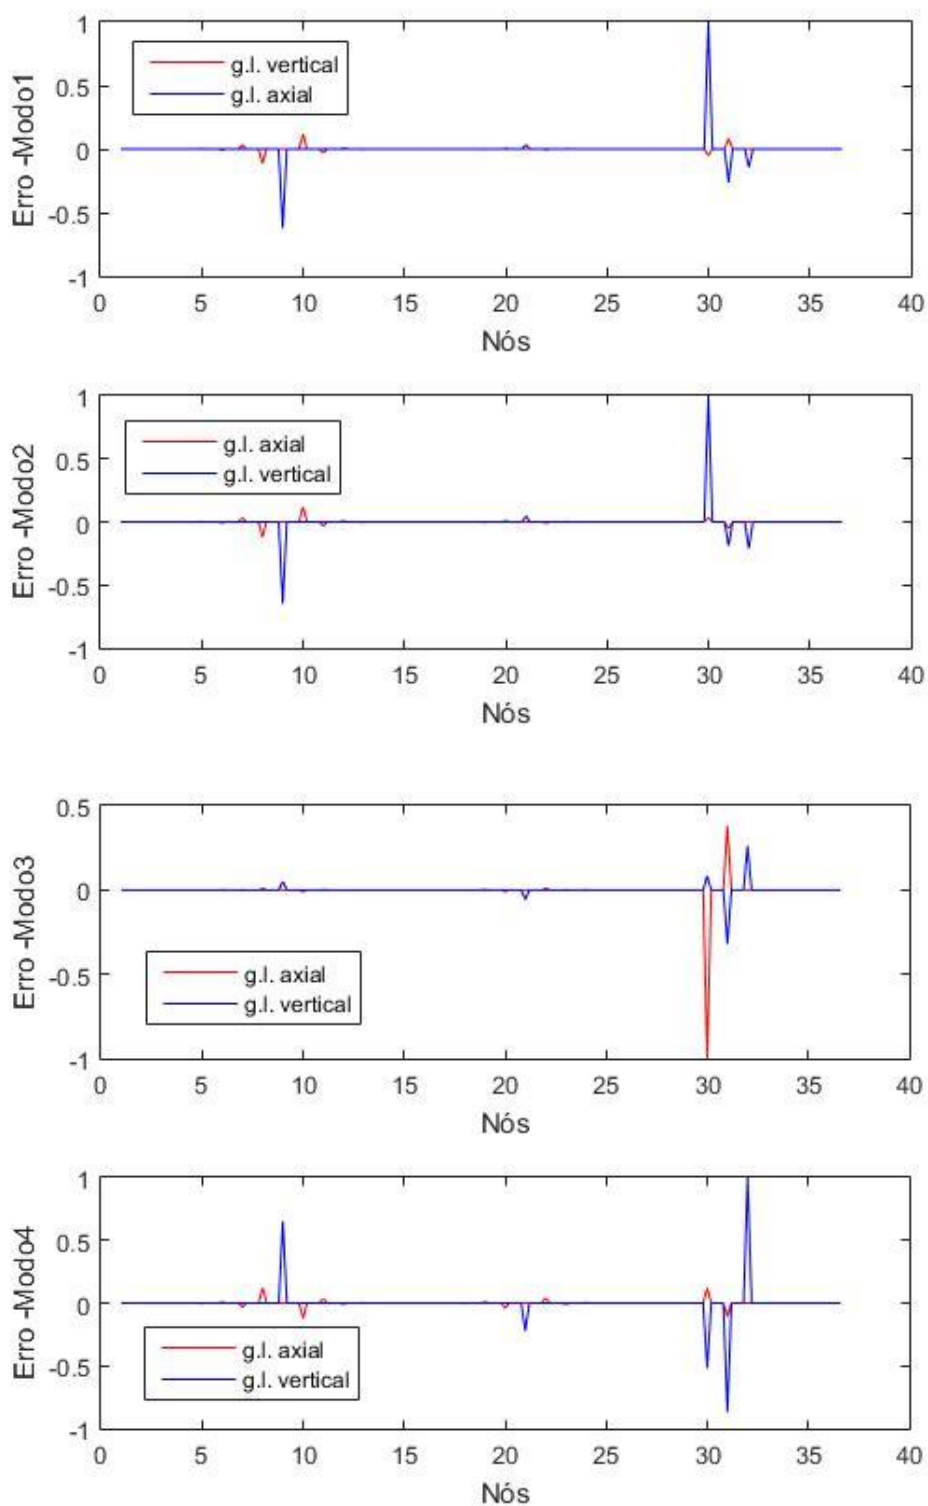 1
0.5
0
-0.5
-1
Erro -Modo1
g.l. vertical
g.l. axial
0 5 10 15 20 25 30 35 40
Nós
1
0.5
0
-0.5
-1
Erro -Modo2
g.l. axial
g.l. vertical
0 5 10 15 20 25 30 35 40
Nós
0.5
0
-0.5
-1
Erro -Modo3
g.l. axial
g.l. vertical
0 5 10 15 20 25 30 35 40
Nós
1
0.5
0
-0.5
-1
Erro -Modo4
g.l. axial
g.l. vertical
0 5 10 15 20 25 30 35 40
Nós